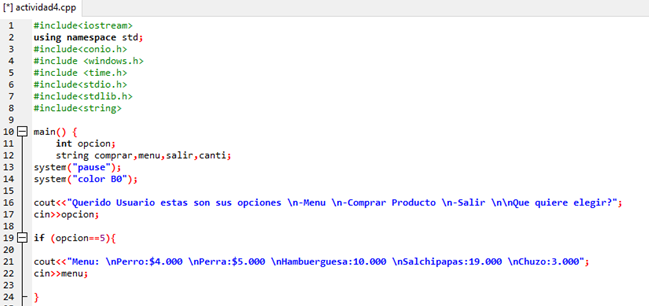 [*] actividad4.cpp
1 #include<iostream>
2 using namespace std;
3 #include<conio.h>
4 #include <windows.h>
5 #include <time.h>
6 #include<stdio.h>
7 #include<stdlib.h>
8 #include<string>
9
10 main() {
11 int opcion;
12 string comprar,menu,salir,canti;
13 system("pause");
14 system("color B0");
15
16 cout<<"Querido Usuario estas son sus opciones \n-Menu \n-Comprar Producto \n-Salir \n\nQue quiere elegir?";
17 cin>>opcion;
18
19 if (opcion==5){
20
21 cout<<"Menu: \nPerro:$4.000 \nPerra:$5.000 \nHambuerguesa:10.000 \nSalchipapas:19.000 \nChuzo:3.000";
22 cin>>menu;
23
24 }